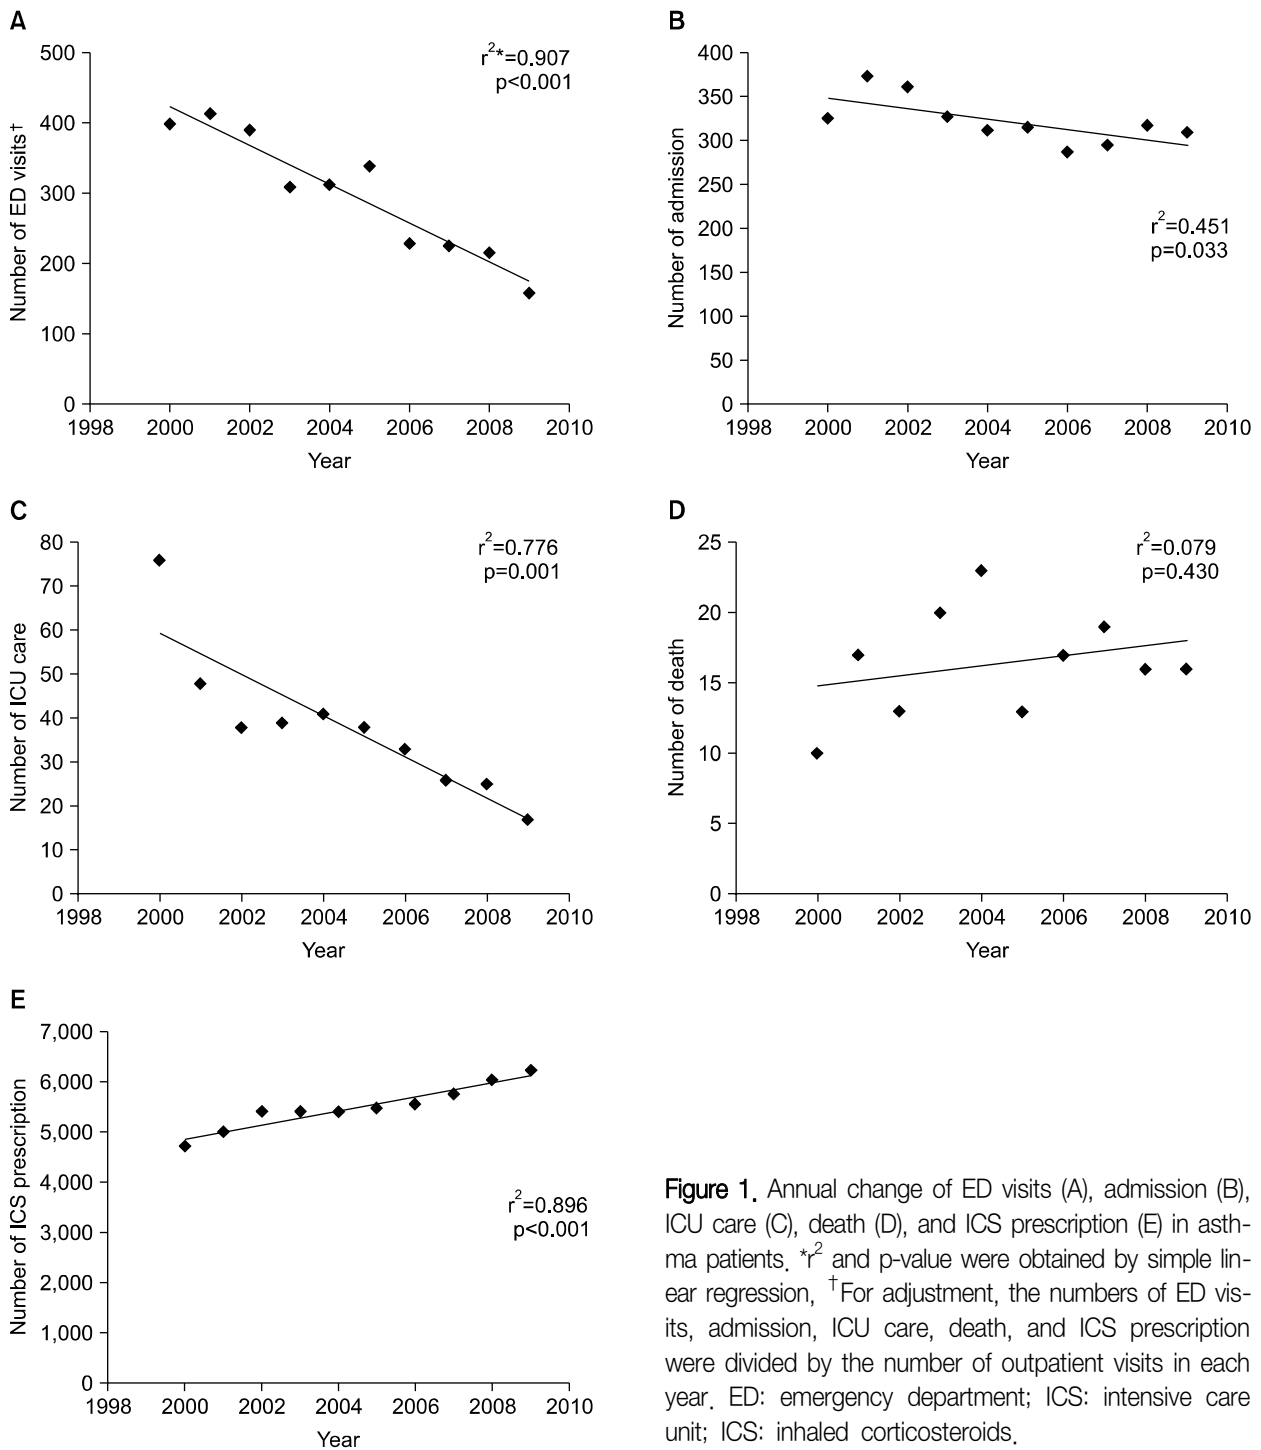 A
500
400
300
200
100
0
Number of ED visits†
r2*=0.907
p<0.001
1998 2000 2002 2004 2006 2008 2010
Year
B
400
350
300
250
200
150
100
50
0
Number of admission
r2=0.451
p=0.033
1998 2000 2002 2004 2006 2008 2010
Year
C
80
70
60
50
40
30
20
10
0
Number of ICU care
r2=0.776
p=0.001
1998 2000 2002 2004 2006 2008 2010
Year
D
25
20
15
10
5
0
Number of death
r2=0.079
p=0.430
1998 2000 2002 2004 2006 2008 2010
Year
E
7,000
6,000
5,000
4,000
3,000
2,000
1,000
0
Number of ICS prescription
r2=0.896
p<0.001
1998 2000 2002 2004 2006 2008 2010
Year
Figure 1. Annual change of ED visits (A), admission (B),
ICU care (C), death (D), and ICS prescription (E) in asth-
ma patients. *r2 and p-value were obtained by simple lin-
ear regression, †For adjustment, the numbers of ED vis-
its, admission, ICU care, death, and ICS prescription
were divided by the number of outpatient visits in each
year. ED: emergency department; ICS: intensive care
unit; ICS: inhaled corticosteroids.